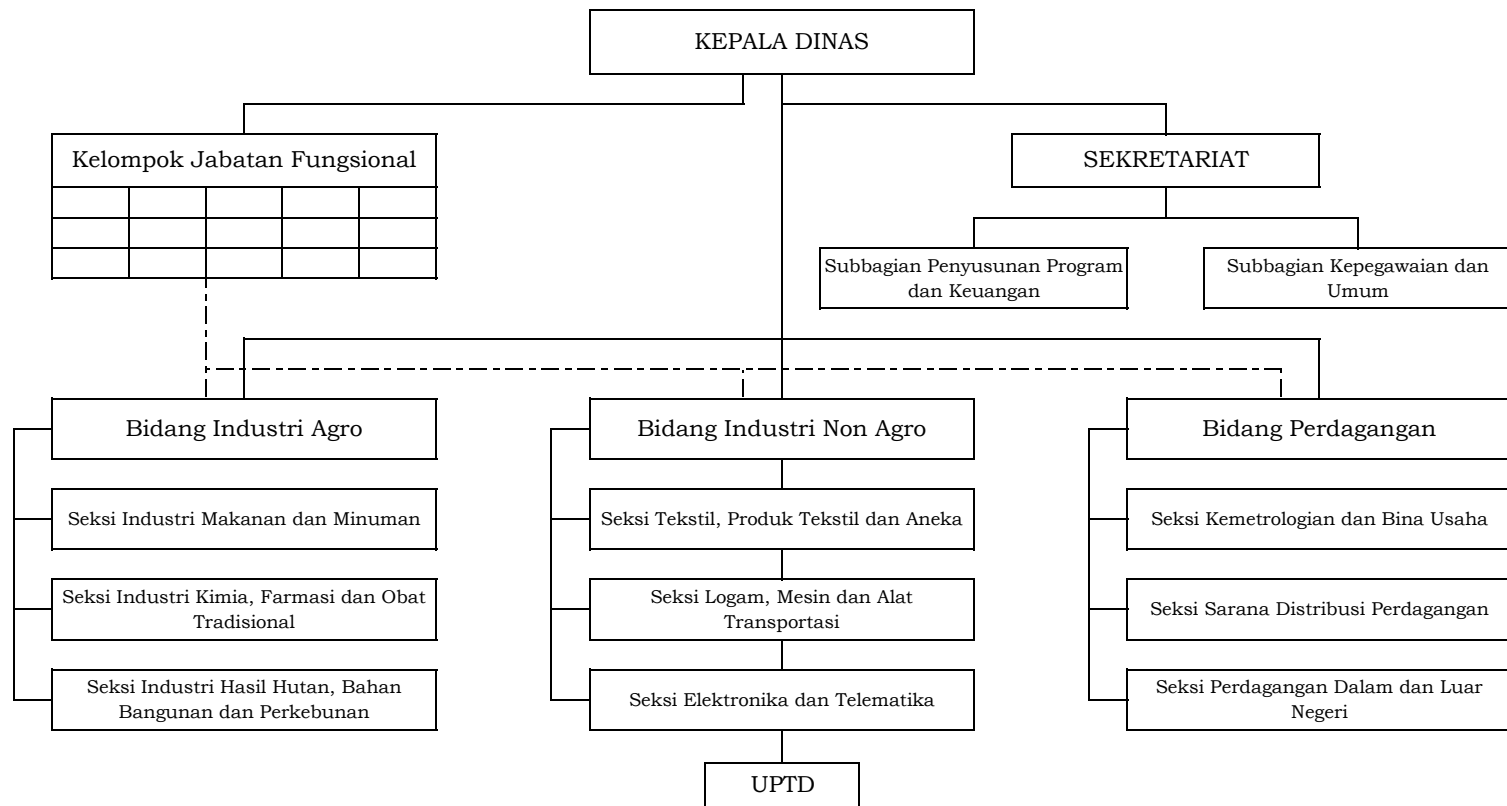 KEPALA DINAS
Kelompok Jabatan Fungsional
SEKRETARIAT
Subbagian Penyusunan Program
dan Keuangan
Subbagian Kepegawaian dan
Umum
Bidang Industri Agro
Bidang Industri Non Agro
Bidang Perdagangan
Seksi Industri Makanan dan Minuman
Seksi Tekstil, Produk Tekstil dan Aneka
Seksi Kemetrologian dan Bina Usaha
Seksi Industri Kimia, Farmasi dan Obat
Tradisional
Seksi Logam, Mesin dan Alat
Transportasi
Seksi Sarana Distribusi Perdagangan
Seksi Industri Hasil Hutan, Bahan
Bangunan dan Perkebunan
Seksi Elektronika dan Telematika
Seksi Perdagangan Dalam dan Luar
Negeri
UPTD